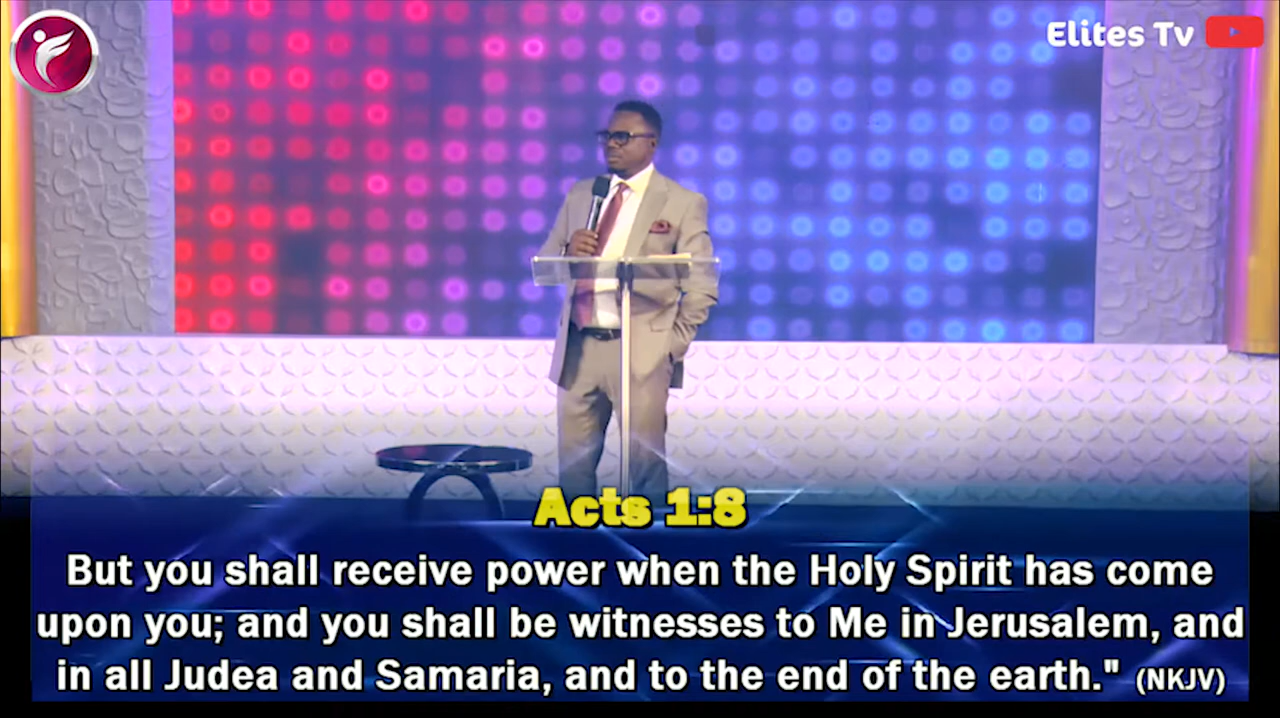 Elites Tv
Acts 1:8
But you shall receive power when the Holy Spirit has come
upon you; and you shall be witnesses to Me in Jerusalem, and
in all Judea and Samaria, and to the end of the earth." (NKJV)